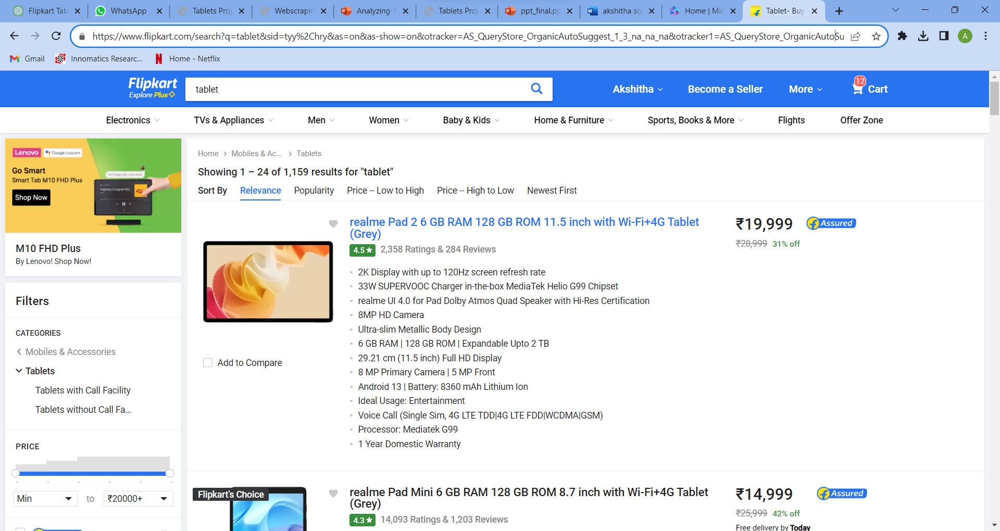 Flipkart Tab
WhatsApp
Tablets Proj
Webscrapin
Analyzing-T
Tablets Proj
ppt_final.pp
akshitha sop
Home | Mic
Tablet- Buy
https://www.flipkart.com/search?q=tablet&sid=tyy%2Chry&as=on&as-show=on&otracker=AS_QueryStore_OrganicAutoSuggest_1_3_na_na_na&otracker1=AS_QueryStore_OrganicAutoSu
A
Gmail
Innomatics Researc...
Home - Netflix
Flipkart
Explore Plus
tablet
Akshitha
Become a Seller
More
12
Cart
Electronics
TVs & Appliances
Men
Women
Baby & Kids
Home & Furniture
Sports, Books & More
Flights
Offer Zone
Lenovo
Google Assistant
Go Smart
Smart Tab M10 FHD Plus
Shop Now
Highway (Original Mix)
M10 FHD Plus
By Lenovo! Shop Now!
Filters
CATEGORIES
Mobiles & Accessories
Tablets
Tablets with Call Facility
Tablets without Call Fa...
PRICE
Min
to
₹20000+
Home
Mobiles & Ac...
Tablets
Showing 1 – 24 of 1,159 results for "tablet"
Sort By
Relevance
Popularity
Price -- Low to High
Price -- High to Low
Newest First
Add to Compare
realme Pad 2 6 GB RAM 128 GB ROM 11.5 inch with Wi-Fi+4G Tablet
(Grey)
4.5★
2,358 Ratings & 284 Reviews
2K Display with up to 120Hz screen refresh rate
33W SUPERVOOC Charger in-the-box MediaTek Helio G99 Chipset
realme UI 4.0 for Pad Dolby Atmos Quad Speaker with Hi-Res Certification
8MP HD Camera
Ultra-slim Metallic Body Design
6 GB RAM | 128 GB ROM | Expandable Upto 2 TB
29.21 cm (11.5 inch) Full HD Display
8 MP Primary Camera | 5 MP Front
Android 13 | Battery: 8360 mAh Lithium Ion
Ideal Usage: Entertainment
Voice Call (Single Sim, 4G LTE TDD|4G LTE FDD|WCDMA|GSM)
Processor: Mediatek G99
1 Year Domestic Warranty
₹19,999
Assured
₹28,999
31% off
Flipkart's Choice
realme Pad Mini 6 GB RAM 128 GB ROM 8.7 inch with Wi-Fi+4G Tablet
(Grey)
4.3★
14,093 Ratings & 1,203 Reviews
₹14,999
Assured
₹25,999
42% off
Free delivery by Today